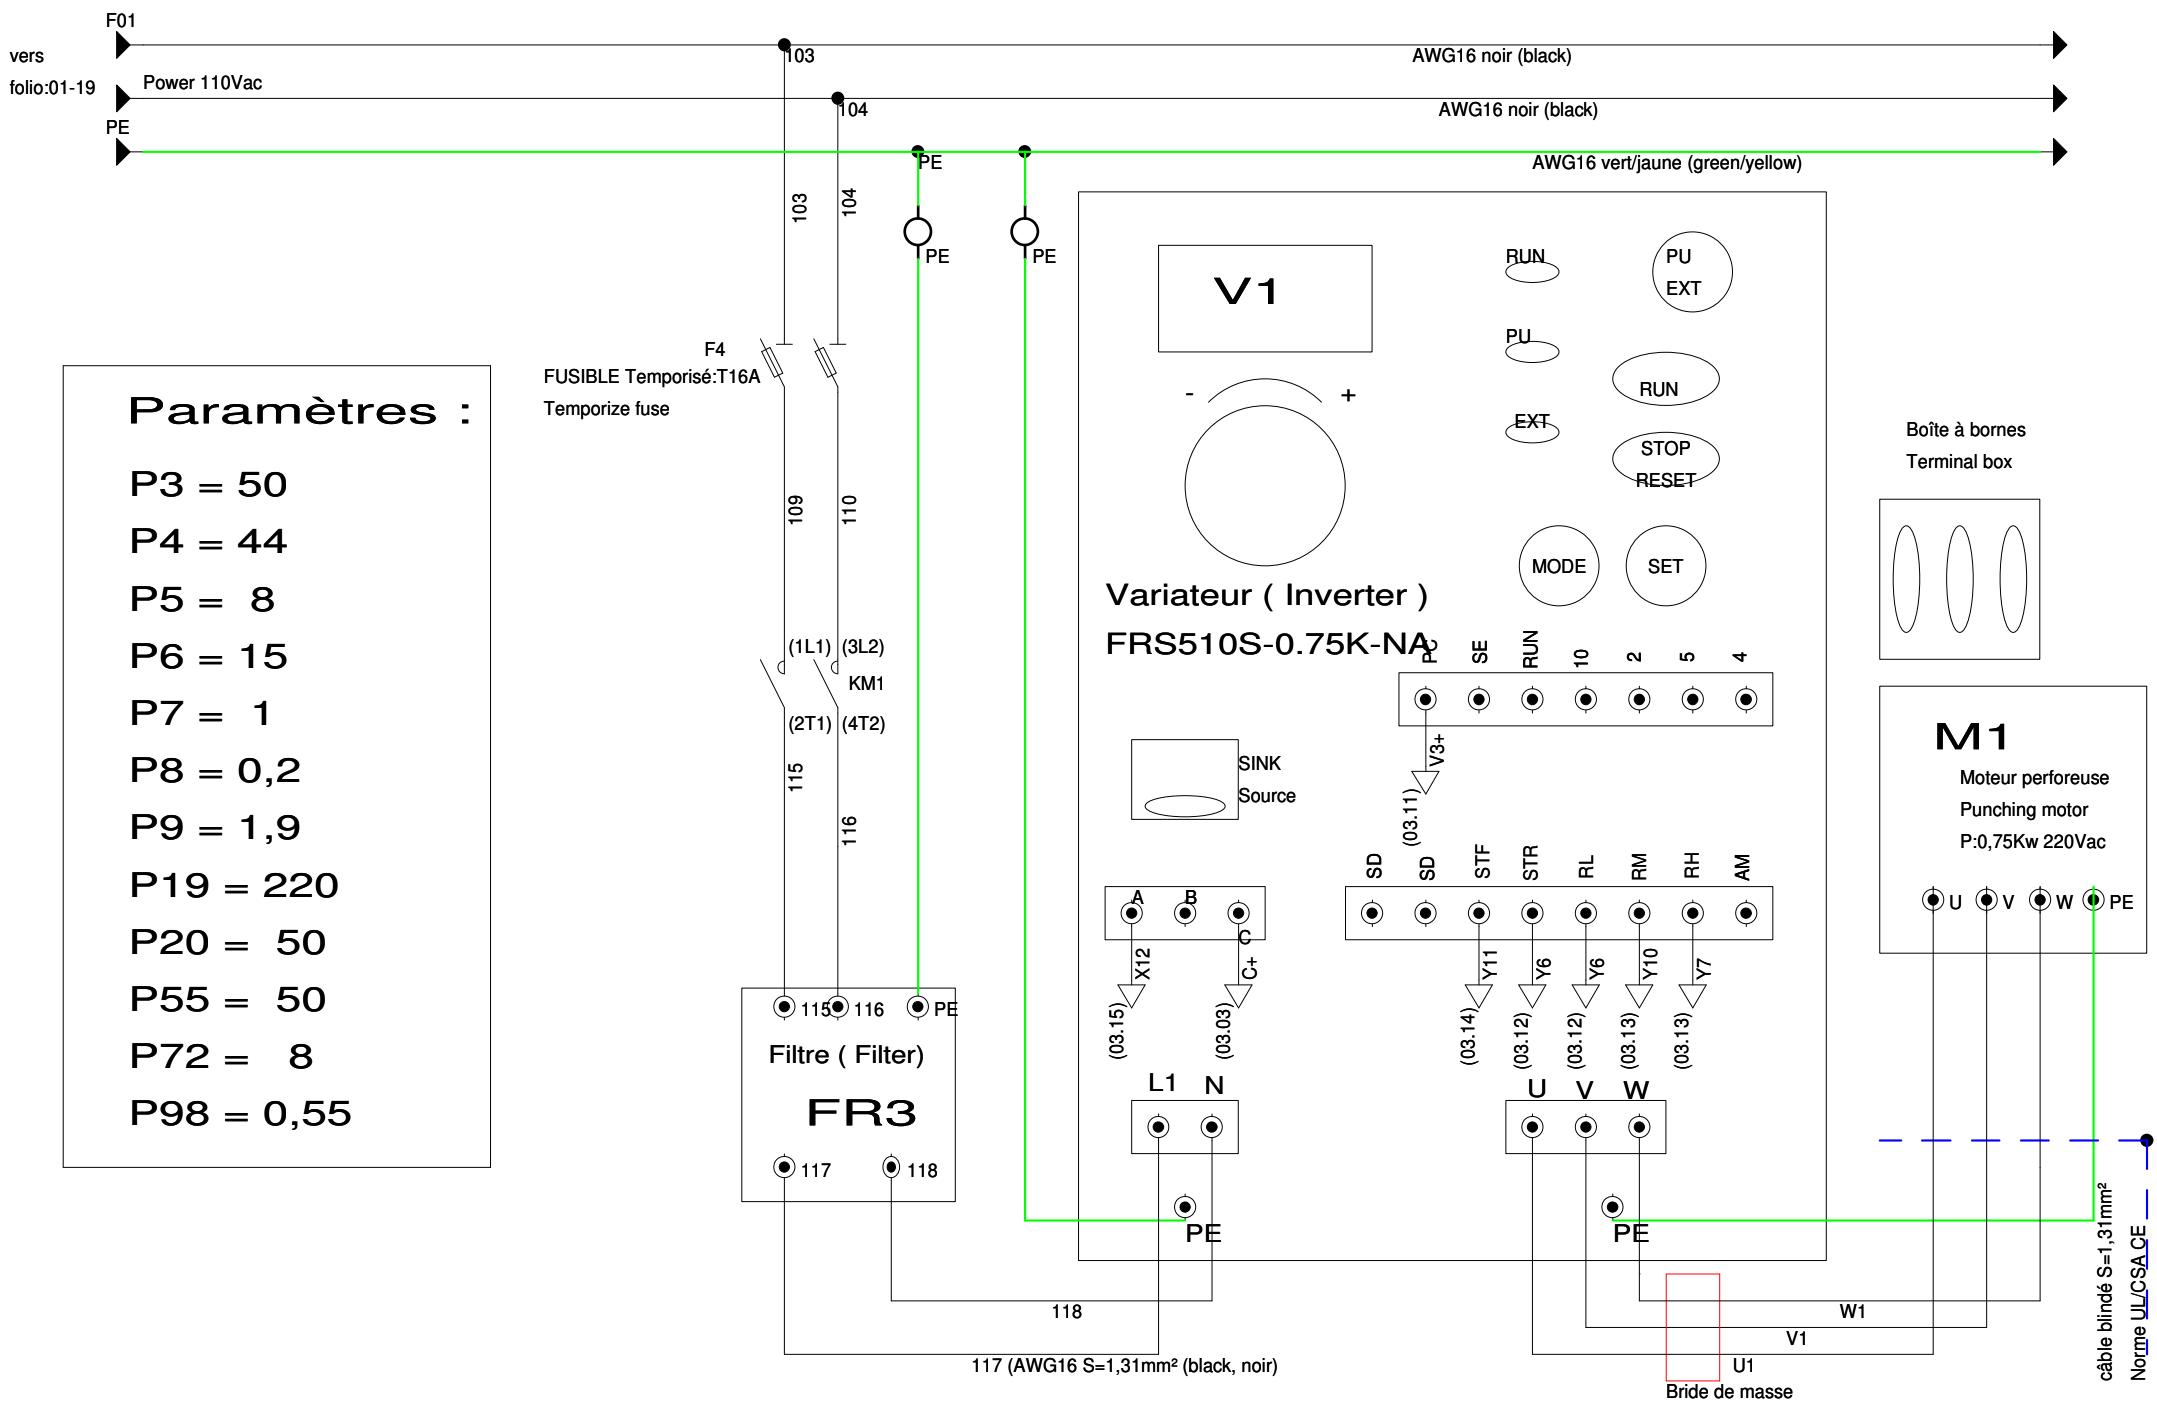 F01
vers
folio:01-19
Power 110Vac
PE
103
104
PE
AWG16 noir (black)
AWG16 noir (black)
AWG16 vert/jaune (green/yellow)
103
104
PE
PE
F4
FUSIBLE Temporisé:T16A
Temporize fuse
109
110
(1L1)
(3L2)
KM1
(2T1)
(4T2)
115
116
Paramètres :
P3 = 50
P4 = 44
P5 = 8
P6 = 15
P7 = 1
P8 = 0,2
P9 = 1,9
P19 = 220
P20 = 50
P55 = 50
P72 = 8
P98 = 0,55
115
116
PE
Filtre ( Filter)
FR3
117
118
118
117 (AWG16 S=1,31mm² (black, noir)
V1
- +
RUN
PU
EXT
PU
EXT
RUN
STOP
RESET
MODE
SET
Variateur ( Inverter )
FRS510S-0.75K-NA
PC
SE
RUN
10
2
5
4
V3+
(03.11)
SINK
Source
SD
SD
STF
STR
RL
RM
RH
AM
A
B
C
X12
C+
(03.15)
(03.03)
Y11
Y6
Y6
Y10
Y7
(03.14)
(03.12)
(03.12)
(03.13)
(03.13)
L1
N
U
V
W
PE
PE
Boîte à bornes
Terminal box
M1
Moteur perforeuse
Punching motor
P:0,75Kw 220Vac
U
V
W
PE
W1
V1
U1
Bride de masse
câble blindé S=1,31mm²
Norme UL/CSA CE